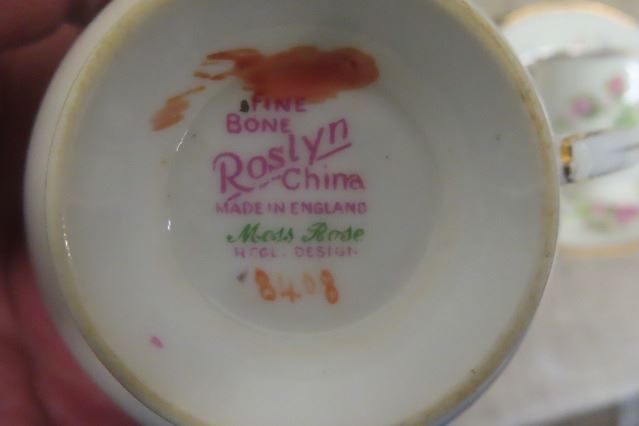 FINE
BONE
Roslyn
China
MADE IN ENGLAND
Moss Rose
REGD. DESIGN
8408